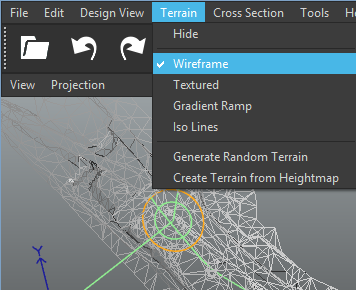 File Edit Design View Terrain Cross Section Tools
Hide
Wireframe
View Projection
Textured
Gradient Ramp
Iso Lines
Generate Random Terrain
Create Terrain from Heightmap
Y